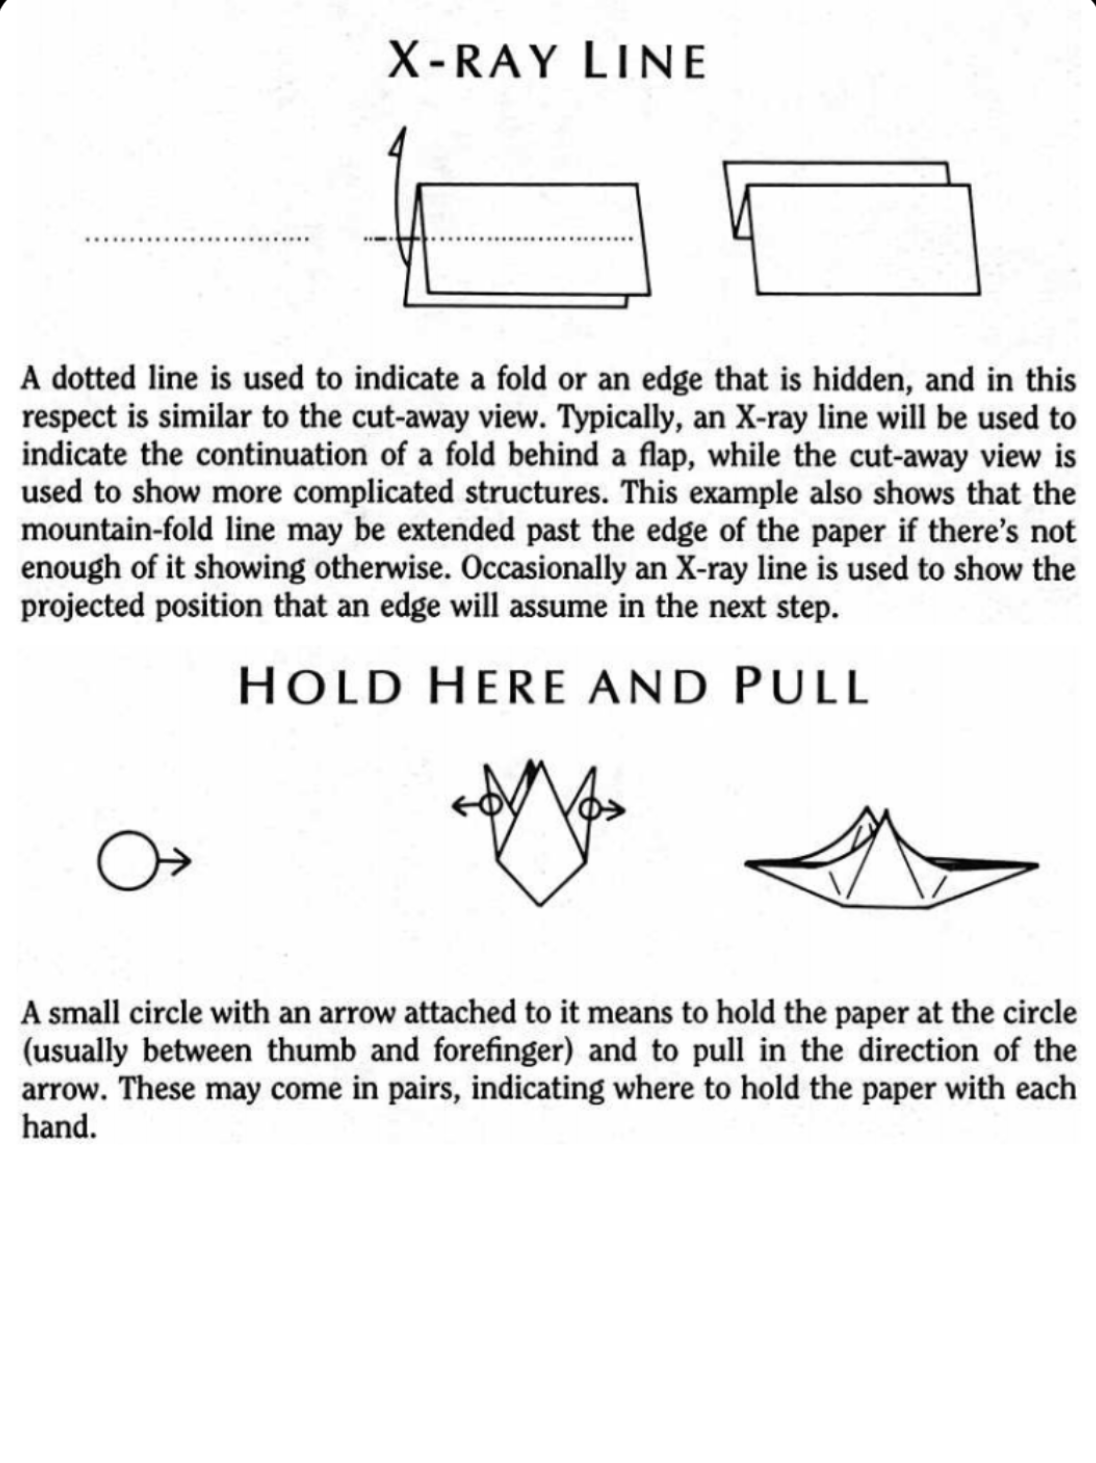 X-RAY LINE
A dotted line is used to indicate a fold or an edge that is hidden, and in this
respect is similar to the cut-away view. Typically, an X-ray line will be used to
indicate the continuation of a fold behind a flap, while the cut-away view is
used to show more complicated structures. This example also shows that the
mountain-fold line may be extended past the edge of the paper if there's not
enough of it showing otherwise. Occasionally an X-ray line is used to show the
projected position that an edge will assume in the next step.
HOLD HERE AND PULL
A small circle with an arrow attached to it means to hold the paper at the circle
(usually between thumb and forefinger) and to pull in the direction of the
arrow. These may come in pairs, indicating where to hold the paper with each
hand.